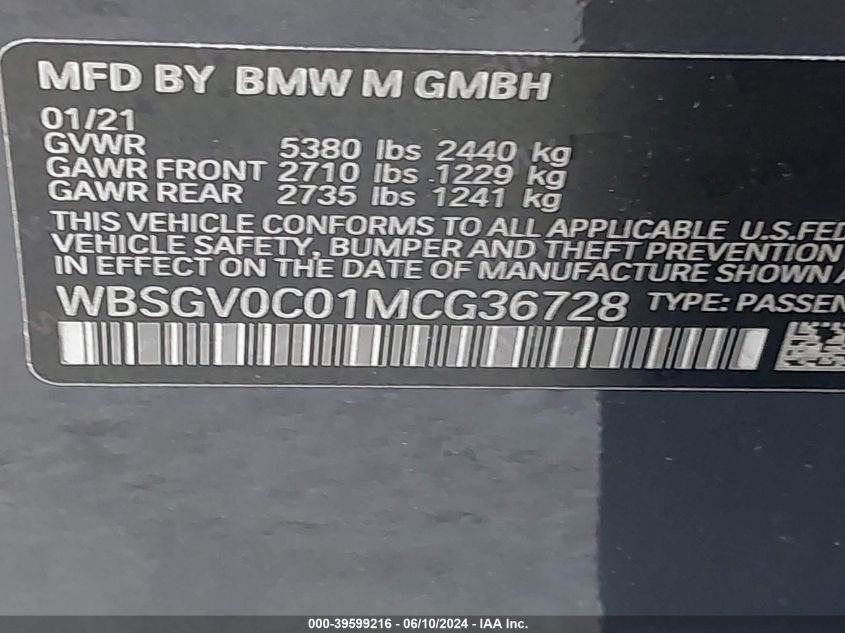 MFD BY BMW M GMBH
01/21
GVWR 5380 lbs 2440 kg
GAWR FRONT 2710 lbs 1229 kg
GAWR REAR 2735 lbs 1241 kg
THIS VEHICLE CONFORMS TO ALL APPLICABLE U.S.FED
VEHICLE SAFETY, BUMPER AND THEFT PREVENTION
IN EFFECT ON THE DATE OF MANUFACTURE SHOWN A
WBSGV0C01MCG36728 TYPE: PASSEN
000-39599216 - 06/10/2024 - IAA Inc.